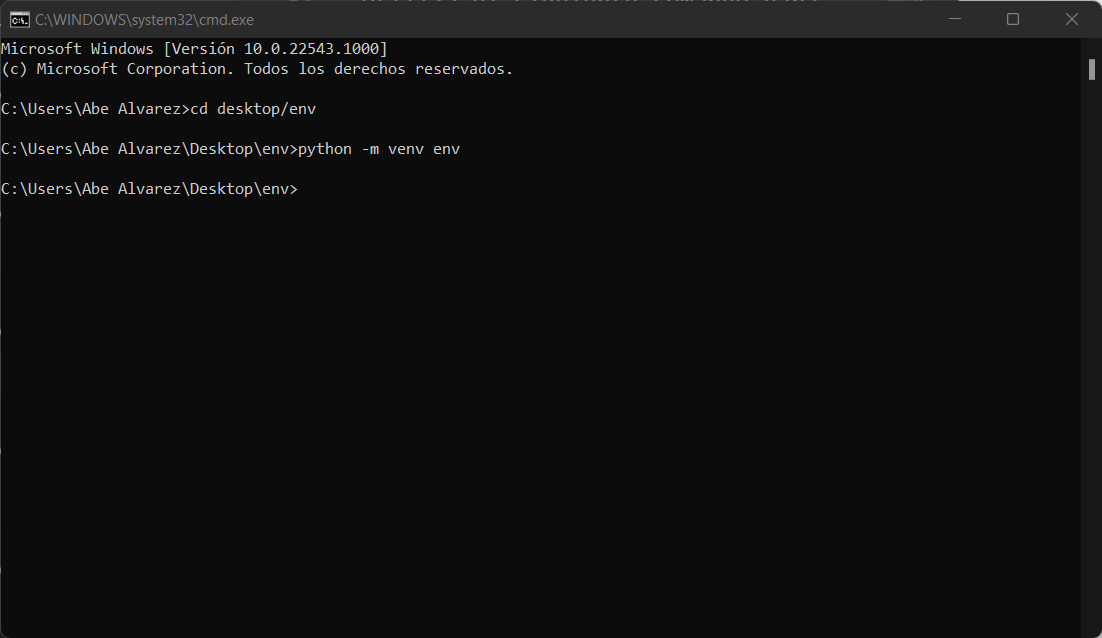 C:\WINDOWS\system32\cmd.exe
Microsoft Windows [Versión 10.0.22543.1000]
(c) Microsoft Corporation. Todos los derechos reservados.
C:\Users\Abe Alvarez>cd desktop/env
C:\Users\Abe Alvarez\Desktop\env>python -m venv env
C:\Users\Abe Alvarez\Desktop\env>